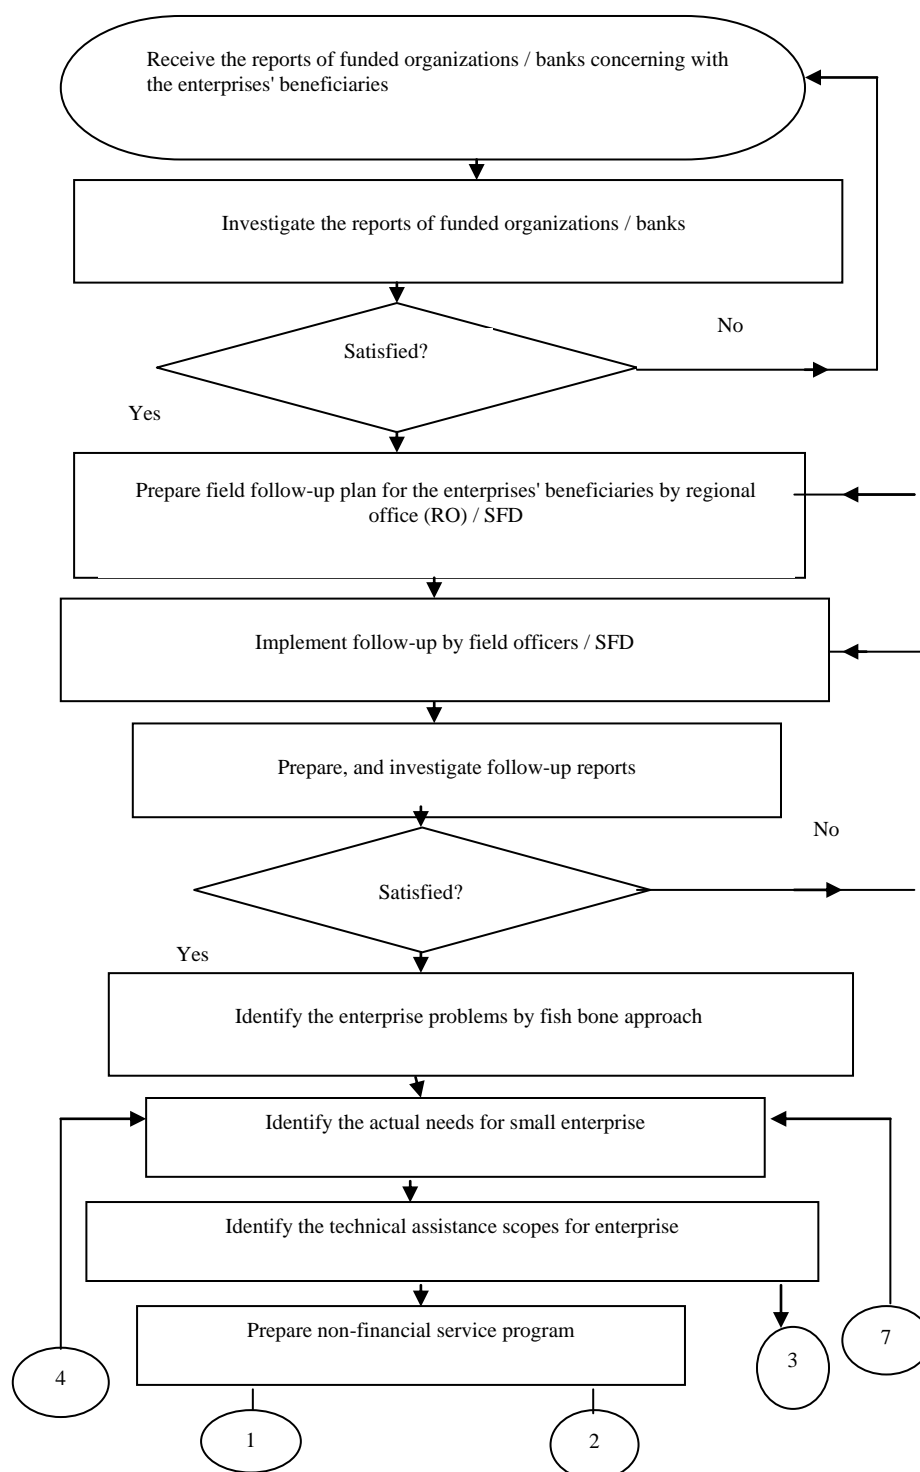 Receive the reports of funded organizations / banks concerning with
the enterprises' beneficiaries
Investigate the reports of funded organizations / banks
No
Satisfied?
Yes
Prepare field follow-up plan for the enterprises' beneficiaries by regional
office (RO) / SFD
Implement follow-up by field officers / SFD
Prepare, and investigate follow-up reports
No
Satisfied?
Yes
Identify the enterprise problems by fish bone approach
Identify the actual needs for small enterprise
Identify the technical assistance scopes for enterprise
Prepare non-financial service program
7
3
4
1
2